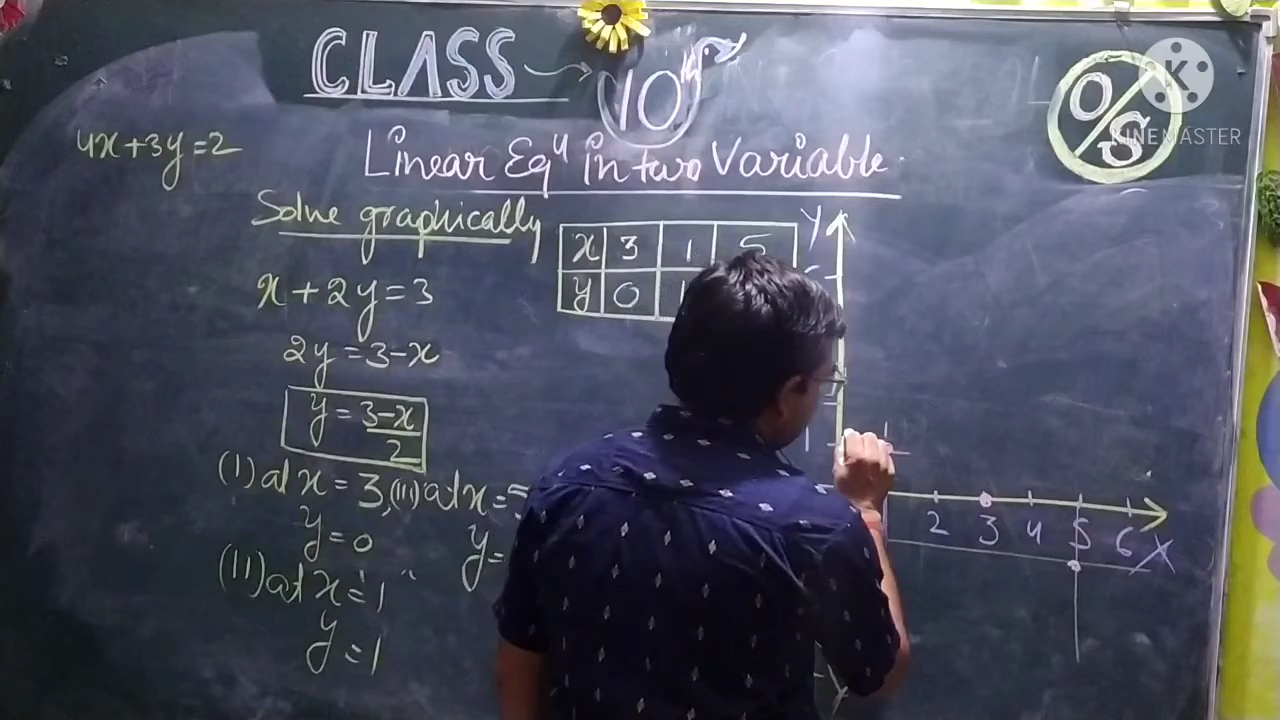 CLASS → 10th
O/S
K
KINEMASTER
4x+3y=2
Linear Eqⁿ in two Variable.
Solve graphically
x + 2y = 3
2y = 3-x
y = 3-x/2
(I) at x = 3, (III) at x = 5
y = 0 y =
(II) at x = 1
y = 1
x 3 1 5
y 0 1
Y
1
2 3 4 5 6 X